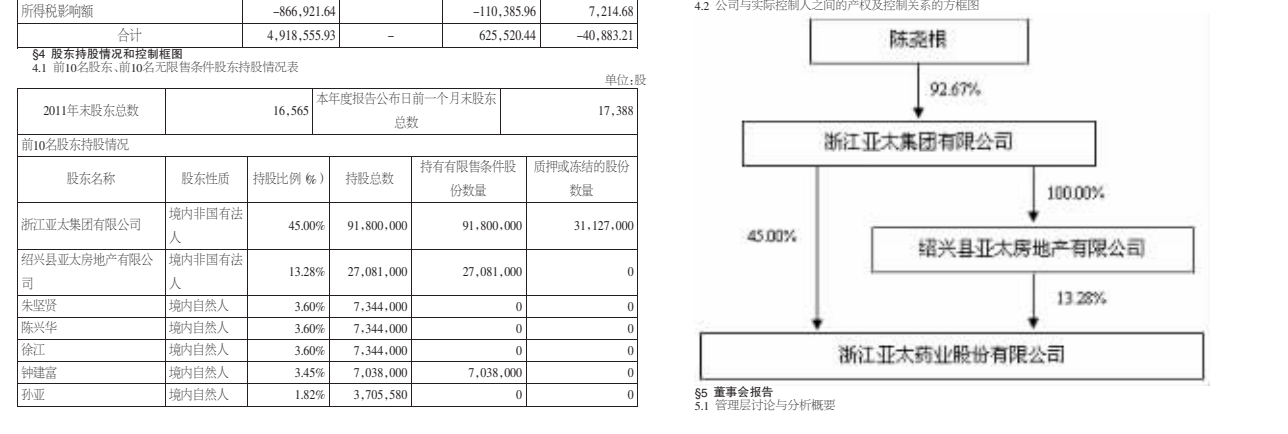 所得税影响额 -866,921.64 -110,385.96 7,214.68
合计 4,918,555.93 - 625,520.44 -40,883.21
§4 股东持股情况和控制框图
4.1 前10名股东、前10名无限售条件股东持股情况表
单位:股
2011年末股东总数 16,565 本年度报告公布日前一个月末股东总数 17,388
前10名股东持股情况
股东名称 股东性质 持股比例(%) 持股总数 持有有限售条件股份数量 质押或冻结的股份数量
浙江亚太集团有限公司 境内非国有法人 45.00% 91,800,000 91,800,000 31,127,000
绍兴县亚太房地产有限公司 境内非国有法人 13.28% 27,081,000 27,081,000 0
朱坚贤 境内自然人 3.60% 7,344,000 0 0
陈兴华 境内自然人 3.60% 7,344,000 0 0
徐江 境内自然人 3.60% 7,344,000 0 0
钟建富 境内自然人 3.45% 7,038,000 7,038,000 0
孙亚 境内自然人 1.82% 3,705,580 0 0
4.2 公司与实际控制人之间的产权及控制关系的方框图
陈尧根
92.67%
浙江亚太集团有限公司
100.00%
45.00%
绍兴县亚太房地产有限公司
13.28%
浙江亚太药业股份有限公司
§5 董事会报告
5.1 管理层讨论与分析概要